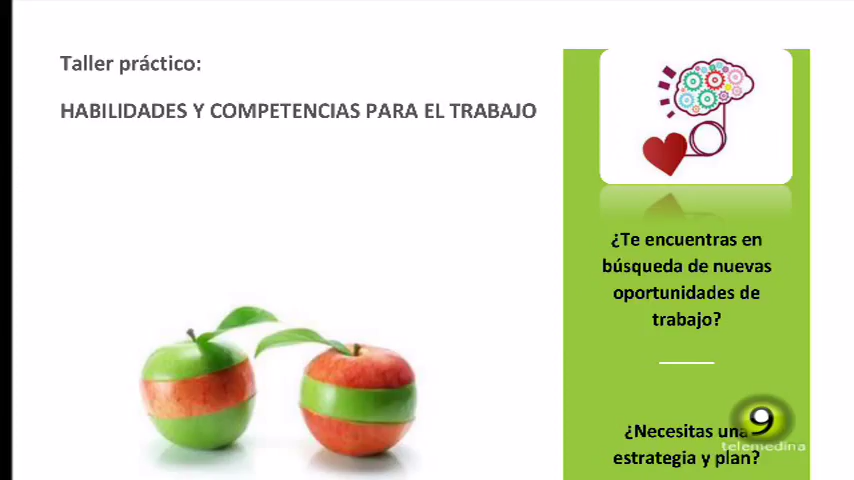 Taller práctico:
HABILIDADES Y COMPETENCIAS PARA EL TRABAJO
¿Te encuentras en
búsqueda de nuevas
oportunidades de
trabajo?
¿Necesitas una
estrategia y plan?
9
telemedina